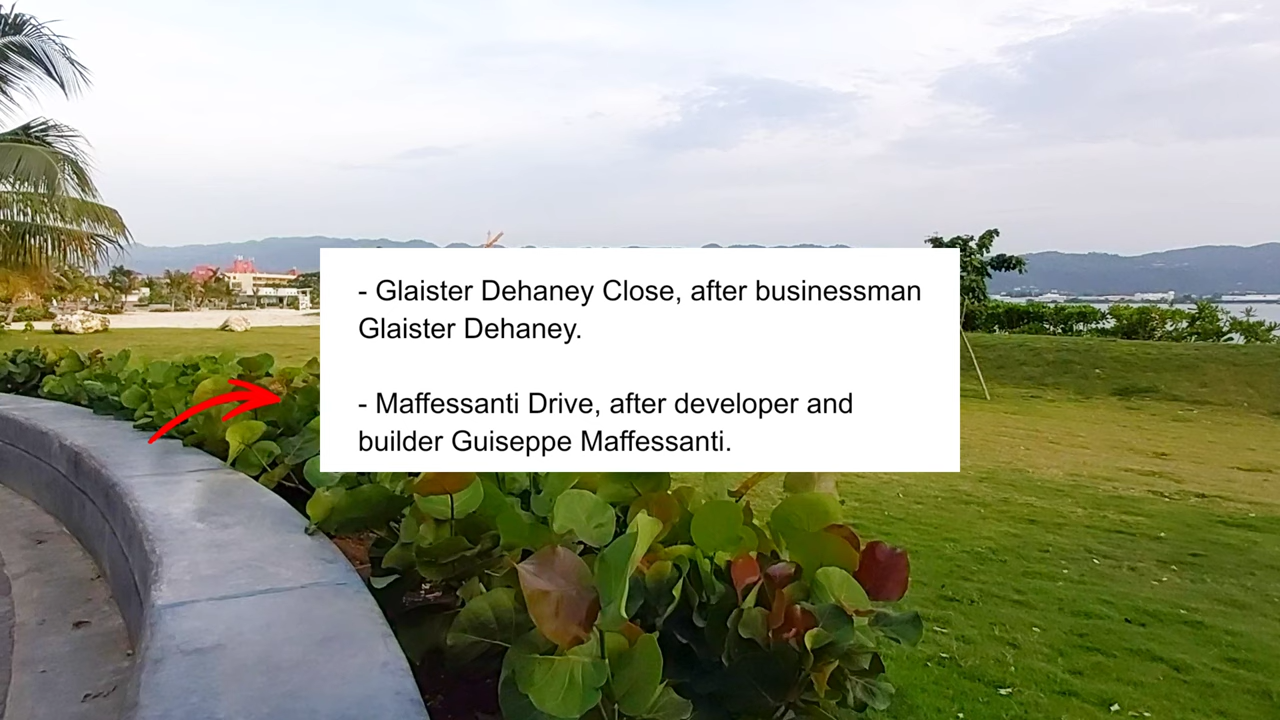 - Glaister Dehaney Close, after businessman
Glaister Dehaney.
- Maffessanti Drive, after developer and
builder Guiseppe Maffessanti.